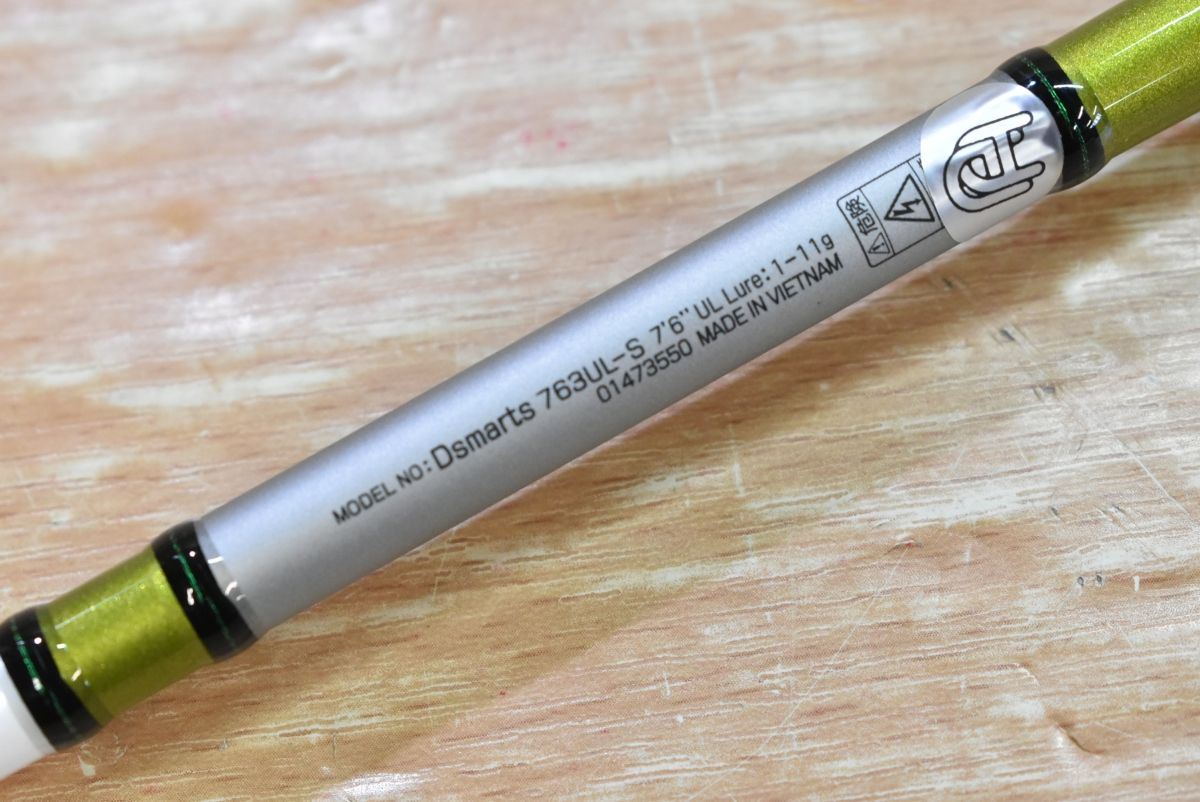 MODEL NO: Dsmarts 763UL-S 7'6" UL Lure: 1-11g
01473550 MADE IN VIETNAM
⚠危険